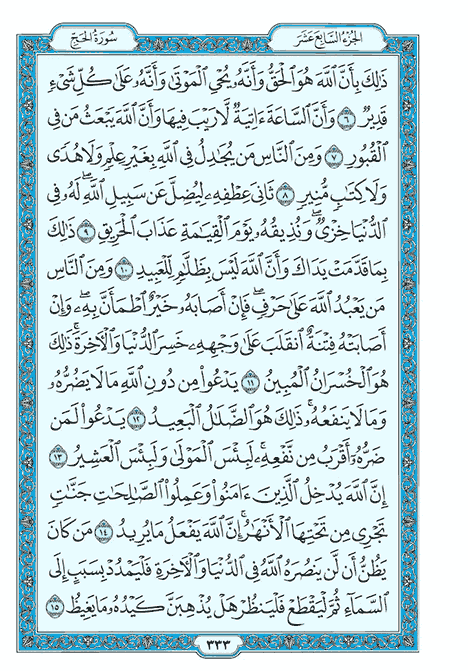 الجزء السابع عشر
سورة الحج
ذَٰلِكَ بِأَنَّ ٱللَّهَ هُوَ ٱلْحَقُّ وَأَنَّهُۥ يُحْىِ ٱلْمَوْتَىٰ وَأَنَّهُۥ عَلَىٰ كُلِّ شَىْءٍ
قَدِيرٌ ٦ وَأَنَّ ٱلسَّاعَةَ ءَاتِيَةٌ لَّا رَيْبَ فِيهَا وَأَنَّ ٱللَّهَ يَبْعَثُ مَن فِى
ٱلْقُبُورِ ٧ وَمِنَ ٱلنَّاسِ مَن يُجَٰدِلُ فِى ٱللَّهِ بِغَيْرِ عِلْمٍ وَلَا هُدًى
وَلَا كِتَٰبٍ مُّنِيرٍ ٨ ثَانِىَ عِطْفِهِۦ لِيُضِلَّ عَن سَبِيلِ ٱللَّهِ ۖ لَهُۥ فِى
ٱلدُّنْيَا خِزْىٌ ۖ وَنُذِيقُهُۥ يَوْمَ ٱلْقِيَٰمَةِ عَذَابَ ٱلْحَرِيقِ ٩ ذَٰلِكَ
بِمَا قَدَّمَتْ يَدَاكَ وَأَنَّ ٱللَّهَ لَيْسَ بِظَلَّٰمٍ لِّلْعَبِيدِ ١٠ وَمِنَ ٱلنَّاسِ
مَن يَعْبُدُ ٱللَّهَ عَلَىٰ حَرْفٍ ۖ فَإِنْ أَصَابَهُۥ خَيْرٌ ٱطْمَأَنَّ بِهِۦ ۖ وَإِنْ
أَصَابَتْهُ فِتْنَةٌ ٱنقَلَبَ عَلَىٰ وَجْهِهِۦ خَسِرَ ٱلدُّنْيَا وَٱلْءَاخِرَةَ ۚ ذَٰلِكَ
هُوَ ٱلْخُسْرَانُ ٱلْمُبِينُ ١١ يَدْعُوا۟ مِن دُونِ ٱللَّهِ مَا لَا يَضُرُّهُۥ
وَمَا لَا يَنفَعُهُۥ ۚ ذَٰلِكَ هُوَ ٱلضَّلَٰلُ ٱلْبَعِيدُ ١٢ يَدْعُوا۟ لَمَن
ضَرُّهُۥٓ أَقْرَبُ مِن نَّفْعِهِۦ ۚ لَبِئْسَ ٱلْمَوْلَىٰ وَلَبِئْسَ ٱلْعَشِيرُ ١٣
إِنَّ ٱللَّهَ يُدْخِلُ ٱلَّذِينَ ءَامَنُوا۟ وَعَمِلُوا۟ ٱلصَّٰلِحَٰتِ جَنَّٰتٍ
تَجْرِى مِن تَحْتِهَا ٱلْأَنْهَٰرُ ۚ إِنَّ ٱللَّهَ يَفْعَلُ مَا يُرِيدُ ١٤ مَن كَانَ
يَظُنُّ أَن لَّن يَنصُرَهُ ٱللَّهُ فِى ٱلدُّنْيَا وَٱلْءَاخِرَةِ فَلْيَمْدُدْ بِسَبَبٍ إِلَى
ٱلسَّمَآءِ ثُمَّ لْيَقْطَعْ فَلْيَنظُرْ هَلْ يُذْهِبَنَّ كَيْدُهُۥ مَا يَغِيظُ ١٥
٣٣٣